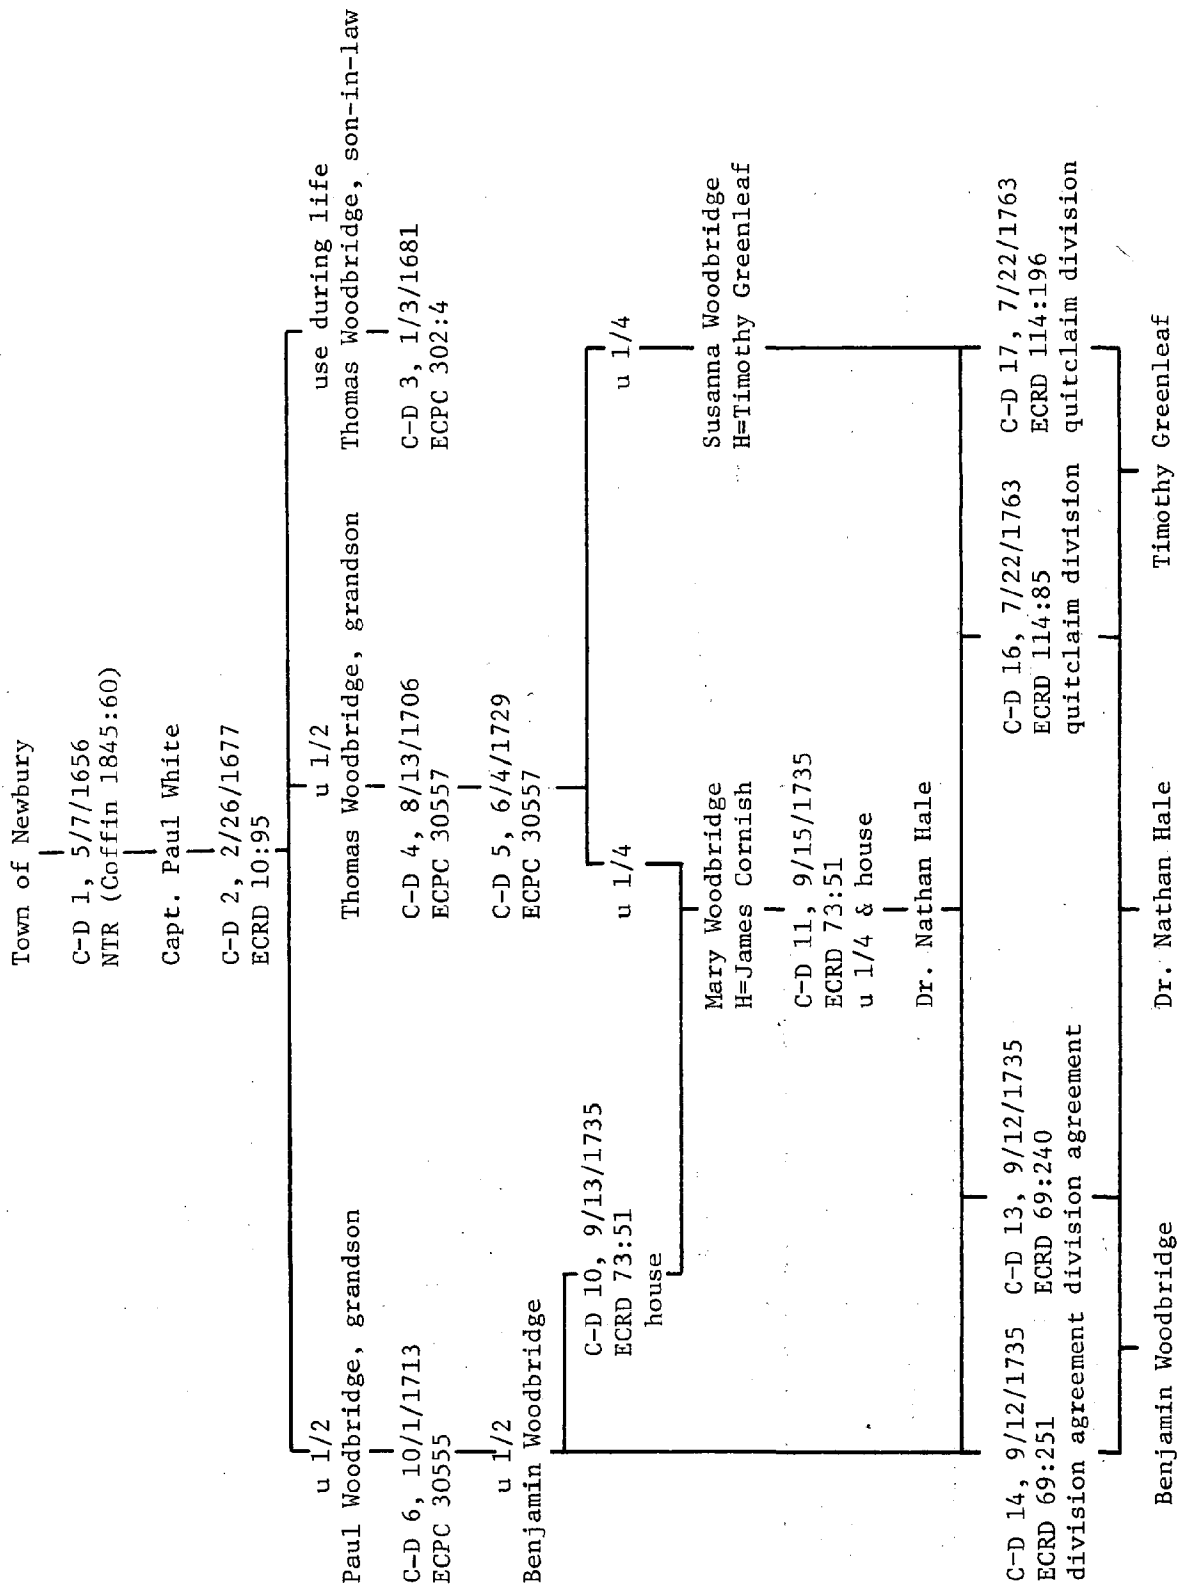 Town of Newbury
C-D 1, 5/7/1656
NTR (Coffin 1845:60)
Capt. Paul White
C-D 2, 2/26/1677
ECRD 10:95
u 1/2
Paul Woodbridge, grandson
C-D 6, 10/1/1713
ECPC 30555
u 1/2
Benjamin Woodbridge
C-D 10, 9/13/1735
ECRD 73:51
house
u 1/2
Thomas Woodbridge, grandson
C-D 4, 8/13/1706
ECPC 30557
C-D 5, 6/4/1729
ECPC 30557
use during life
Thomas Woodbridge, son-in-law
C-D 3, 1/3/1681
ECPC 302:4
u 1/4
Mary Woodbridge
H=James Cornish
C-D 11, 9/15/1735
ECRD 73:51
u 1/4 & house
Dr. Nathan Hale
u 1/4
Susanna Woodbridge
H=Timothy Greenleaf
C-D 14, 9/12/1735
ECRD 69:251
division agreement
C-D 13, 9/12/1735
ECRD 69:240
division agreement
C-D 16, 7/22/1763
ECRD 114:85
quitclaim division
C-D 17, 7/22/1763
ECRD 114:196
quitclaim division
Benjamin Woodbridge
Dr. Nathan Hale
Timothy Greenleaf